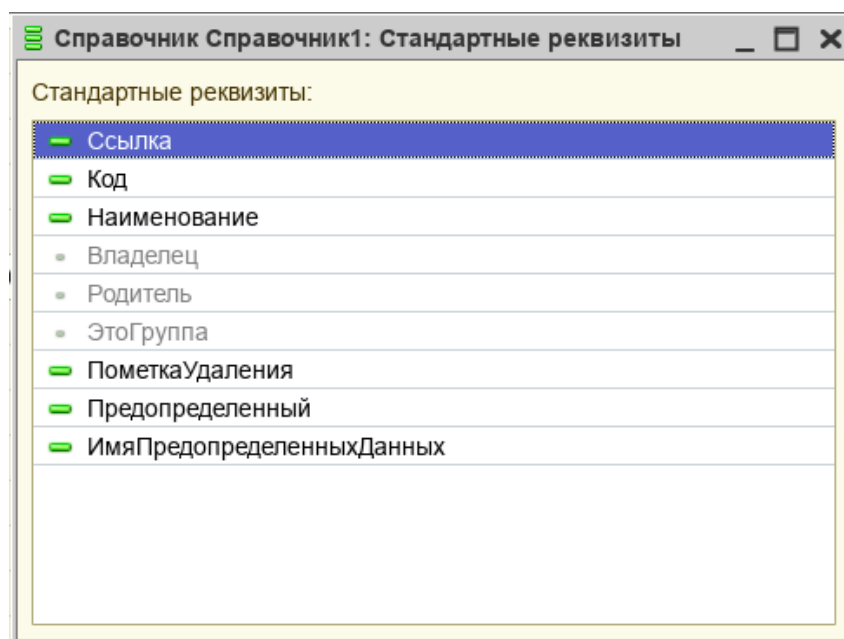 Справочник Справочник1: Стандартные реквизиты
Стандартные реквизиты:
Ссылка
Код
Наименование
Владелец
Родитель
ЭтоГруппа
ПометкаУдаления
Предопределенный
ИмяПредопределенныхДанных